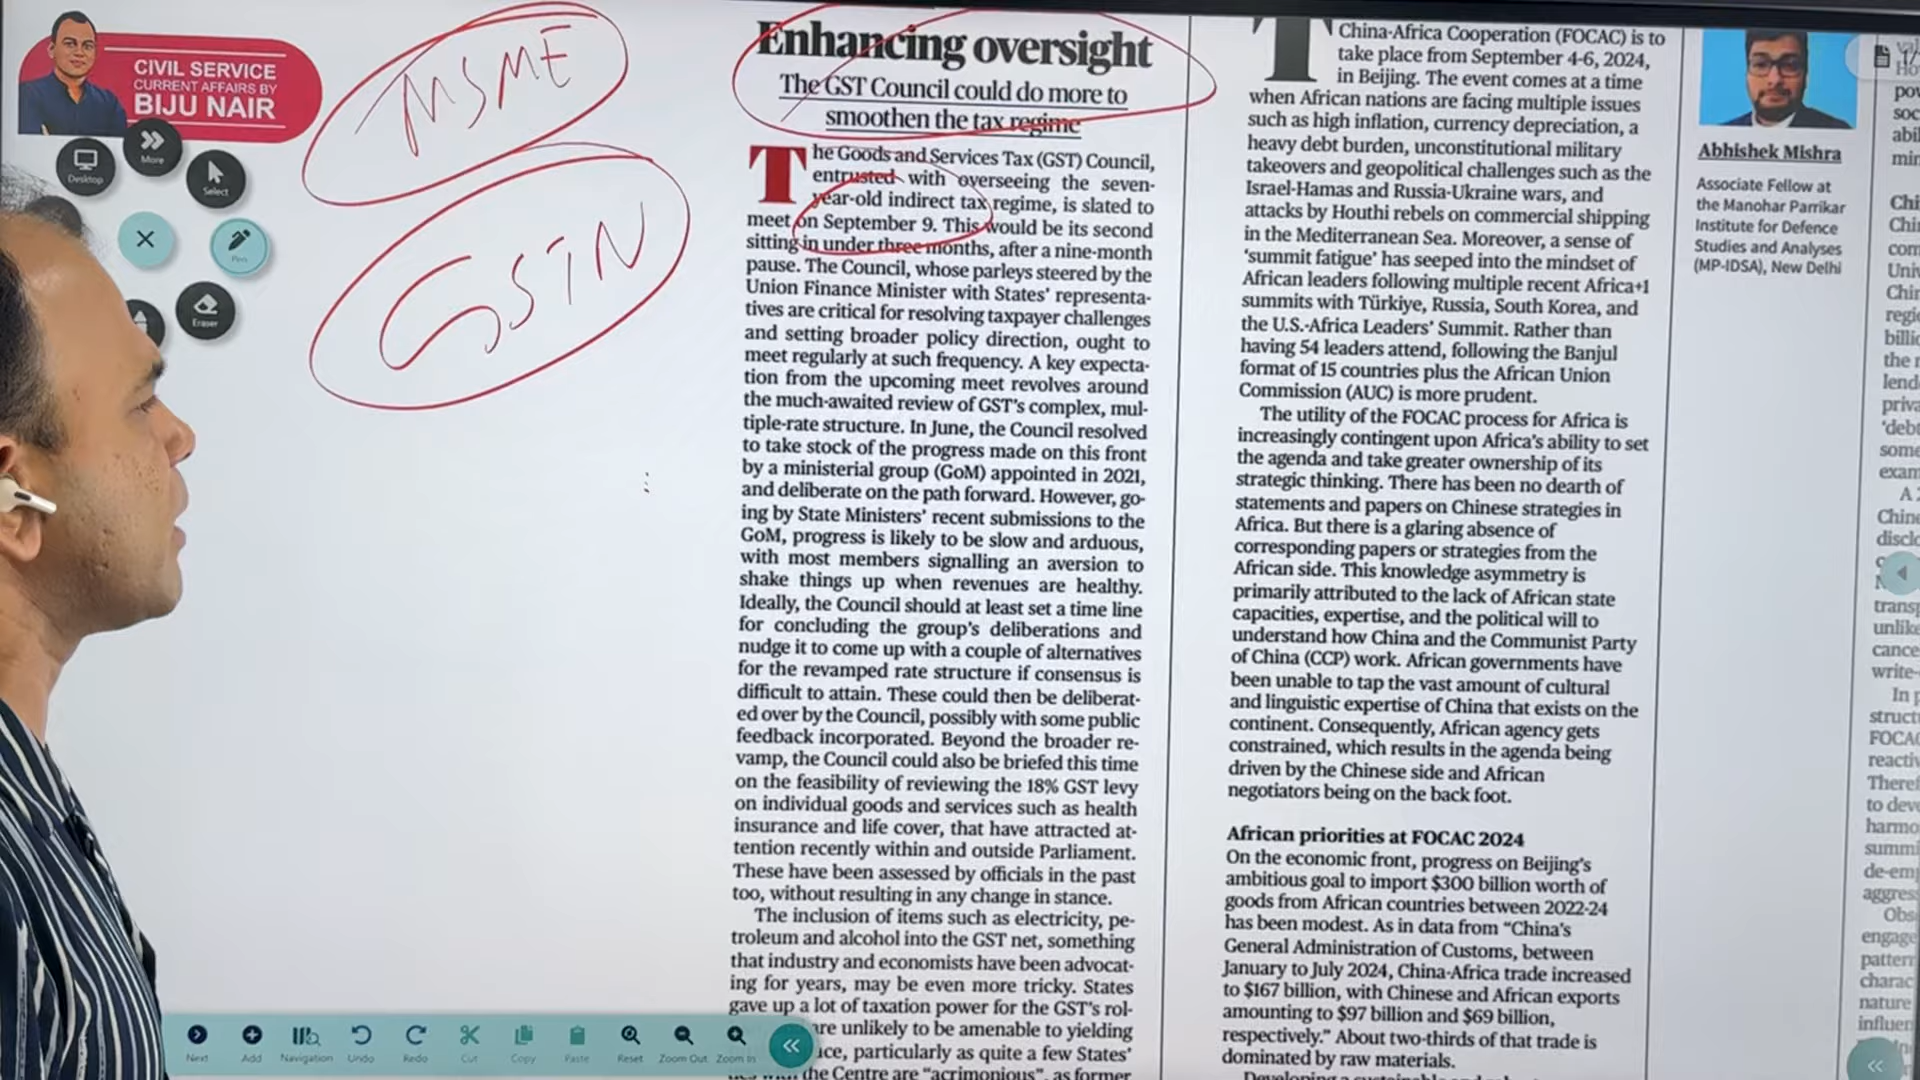 CIVIL SERVICE
CURRENT AFFAIRS BY
BIJU NAIR
MSME
GSTN
Desktop
More
Select
Pen
Eraser
Enhancing oversight
The GST Council could do more to
smoothen the tax regime
The Goods and Services Tax (GST) Council,
entrusted with overseeing the seven-
year-old indirect tax regime, is slated to
meet on September 9. This would be its second
sitting in under three months, after a nine-month
pause. The Council, whose parleys steered by the
Union Finance Minister with States’ representa-
tives are critical for resolving taxpayer challenges
and setting broader policy direction, ought to
meet regularly at such frequency. A key expecta-
tion from the upcoming meet revolves around
the much-awaited review of GST’s complex, mul-
tiple-rate structure. In June, the Council resolved
to take stock of the progress made on this front
by a ministerial group (GoM) appointed in 2021,
and deliberate on the path forward. However, go-
ing by State Ministers’ recent submissions to the
GoM, progress is likely to be slow and arduous,
with most members signalling an aversion to
shake things up when revenues are healthy.
Ideally, the Council should at least set a time line
for concluding the group’s deliberations and
nudge it to come up with a couple of alternatives
for the revamped rate structure if consensus is
difficult to attain. These could then be deliberat-
ed over by the Council, possibly with some public
feedback incorporated. Beyond the broader re-
vamp, the Council could also be briefed this time
on the feasibility of reviewing the 18% GST levy
on individual goods and services such as health
insurance and life cover, that have attracted at-
tention recently within and outside Parliament.
These have been assessed by officials in the past
too, without resulting in any change in stance.
The inclusion of items such as electricity, pe-
troleum and alcohol into the GST net, something
that industry and economists have been advocat-
ing for years, may be even more tricky. States
gave up a lot of taxation power for the GST’s rol-
are unlikely to be amenable to yielding
particularly as quite a few States’
the Centre are “acrimonious”, as former
T
China-Africa Cooperation (FOCAC) is to
take place from September 4-6, 2024,
in Beijing. The event comes at a time
when African nations are facing multiple issues
such as high inflation, currency depreciation, a
heavy debt burden, unconstitutional military
takeovers and geopolitical challenges such as the
Israel-Hamas and Russia-Ukraine wars, and
attacks by Houthi rebels on commercial shipping
in the Mediterranean Sea. Moreover, a sense of
‘summit fatigue’ has seeped into the mindset of
African leaders following multiple recent Africa+1
summits with Türkiye, Russia, South Korea, and
the U.S.-Africa Leaders’ Summit. Rather than
having 54 leaders attend, following the Banjul
format of 15 countries plus the African Union
Commission (AUC) is more prudent.
The utility of the FOCAC process for Africa is
increasingly contingent upon Africa’s ability to set
the agenda and take greater ownership of its
strategic thinking. There has been no dearth of
statements and papers on Chinese strategies in
Africa. But there is a glaring absence of
corresponding papers or strategies from the
African side. This knowledge asymmetry is
primarily attributed to the lack of African state
capacities, expertise, and the political will to
understand how China and the Communist Party
of China (CCP) work. African governments have
been unable to tap the vast amount of cultural
and linguistic expertise of China that exists on the
continent. Consequently, African agency gets
constrained, which results in the agenda being
driven by the Chinese side and African
negotiators being on the back foot.
African priorities at FOCAC 2024
On the economic front, progress on Beijing’s
ambitious goal to import $300 billion worth of
goods from African countries between 2022-24
has been modest. As in data from “China’s
General Administration of Customs, between
January to July 2024, China-Africa trade increased
to $167 billion, with Chinese and African exports
amounting to $97 billion and $69 billion,
respectively.” About two-thirds of that trade is
dominated by raw materials.
Abhishek Mishra
Associate Fellow at
the Manohar Parrikar
Institute for Defence
Studies and Analyses
(MP-IDSA), New Delhi
Next
Add
Navigation
Undo
Redo
Cut
Copy
Paste
Reset
Zoom Out
Zoom In